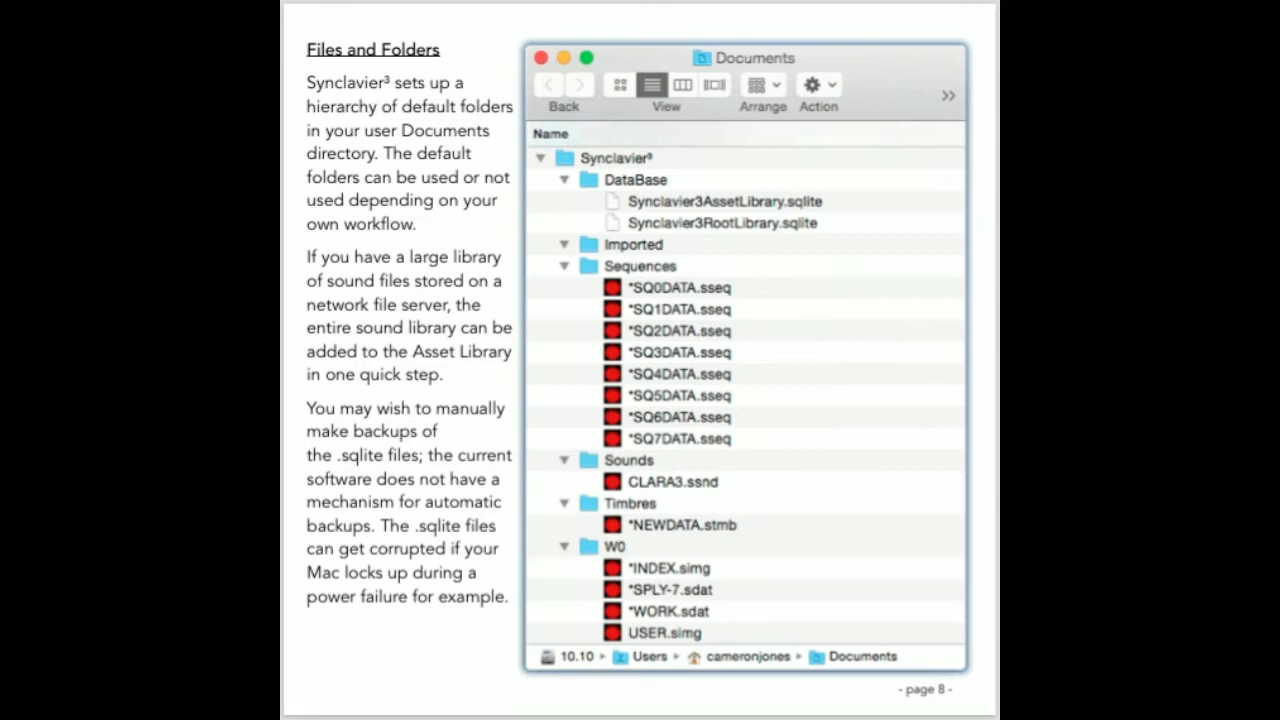 Files and Folders
Synclavier³ sets up a
hierarchy of default folders
in your user Documents
directory. The default
folders can be used or not
used depending on your
own workflow.
If you have a large library
of sound files stored on a
network file server, the
entire sound library can be
added to the Asset Library
in one quick step.
You may wish to manually
make backups of
the .sqlite files; the current
software does not have a
mechanism for automatic
backups. The .sqlite files
can get corrupted if your
Mac locks up during a
power failure for example.
Documents
Back View Arrange Action
Name
Synclavier³
DataBase
Synclavier3AssetLibrary.sqlite
Synclavier3RootLibrary.sqlite
Imported
Sequences
*SQ0DATA.sseq
*SQ1DATA.sseq
*SQ2DATA.sseq
*SQ3DATA.sseq
*SQ4DATA.sseq
*SQ5DATA.sseq
*SQ6DATA.sseq
*SQ7DATA.sseq
Sounds
CLARA3.ssnd
Timbres
*NEWDATA.stmb
W0
*INDEX.simg
*SPLY-7.sdat
*WORK.sdat
USER.simg
10.10 ▸ Users ▸ cameronjones ▸ Documents
- page 8 -